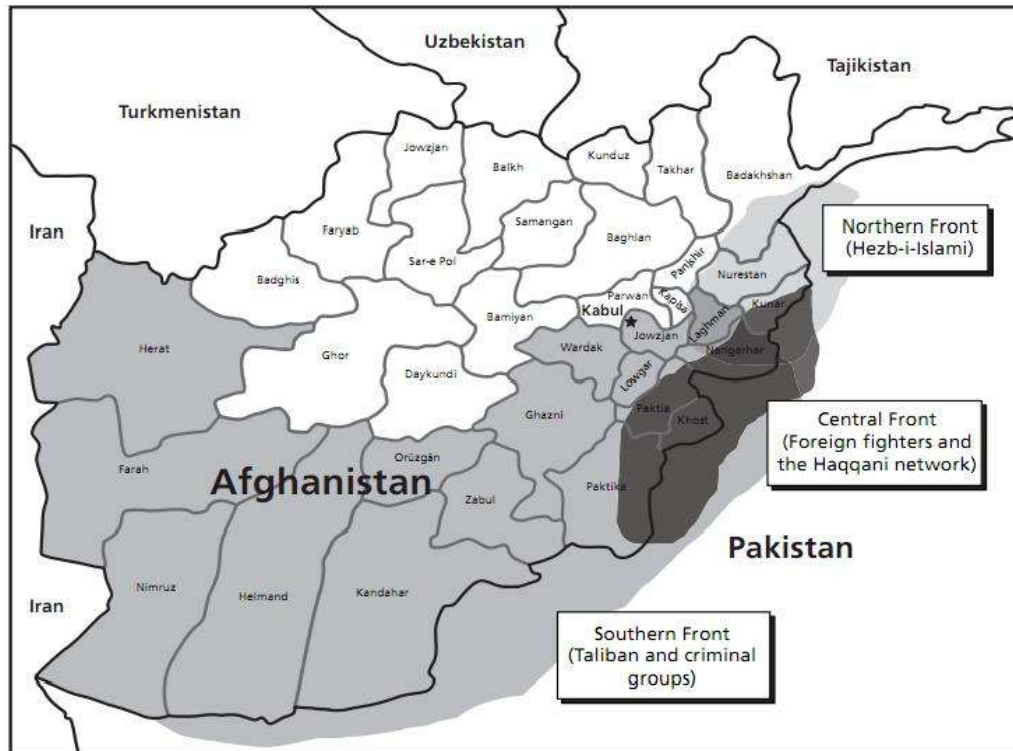 Uzbekistan
Tajikistan
Turkmenistan
Jowzjan
Balkh
Kunduz
Takhar
Badakhshan
Iran
Faryab
Samangan
Baghlan
Northern Front
(Hezb-i-Islami)
Sar-e Pol
Panjshir
Badghis
Nurestan
Parwan
Kapisa
Kabul
Kunar
Bamiyan
Jowzjan
Laghman
Herat
Wardak
Nangarhar
Ghor
Daykundi
Lowgar
Ghazni
Paktia
Khost
Central Front
(Foreign fighters and
the Haqqani network)
Farah
Orūzgān
Afghanistan
Zabul
Paktika
Pakistan
Nimruz
Helmand
Kandahar
Iran
Southern Front
(Taliban and criminal
groups)